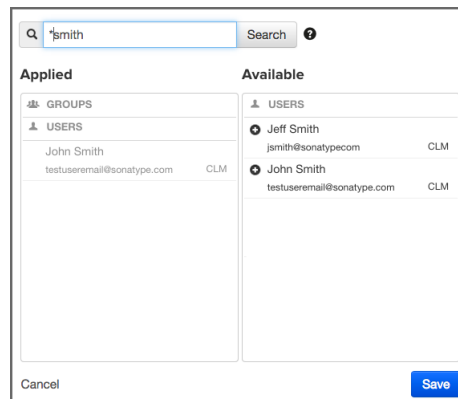 *smith Search ?
Applied
GROUPS
USERS
John Smith
testuseremail@sonatype.com CLM
Available
USERS
Jeff Smith
jsmith@sonatypecom CLM
John Smith
testuseremail@sonatype.com CLM
Cancel Save